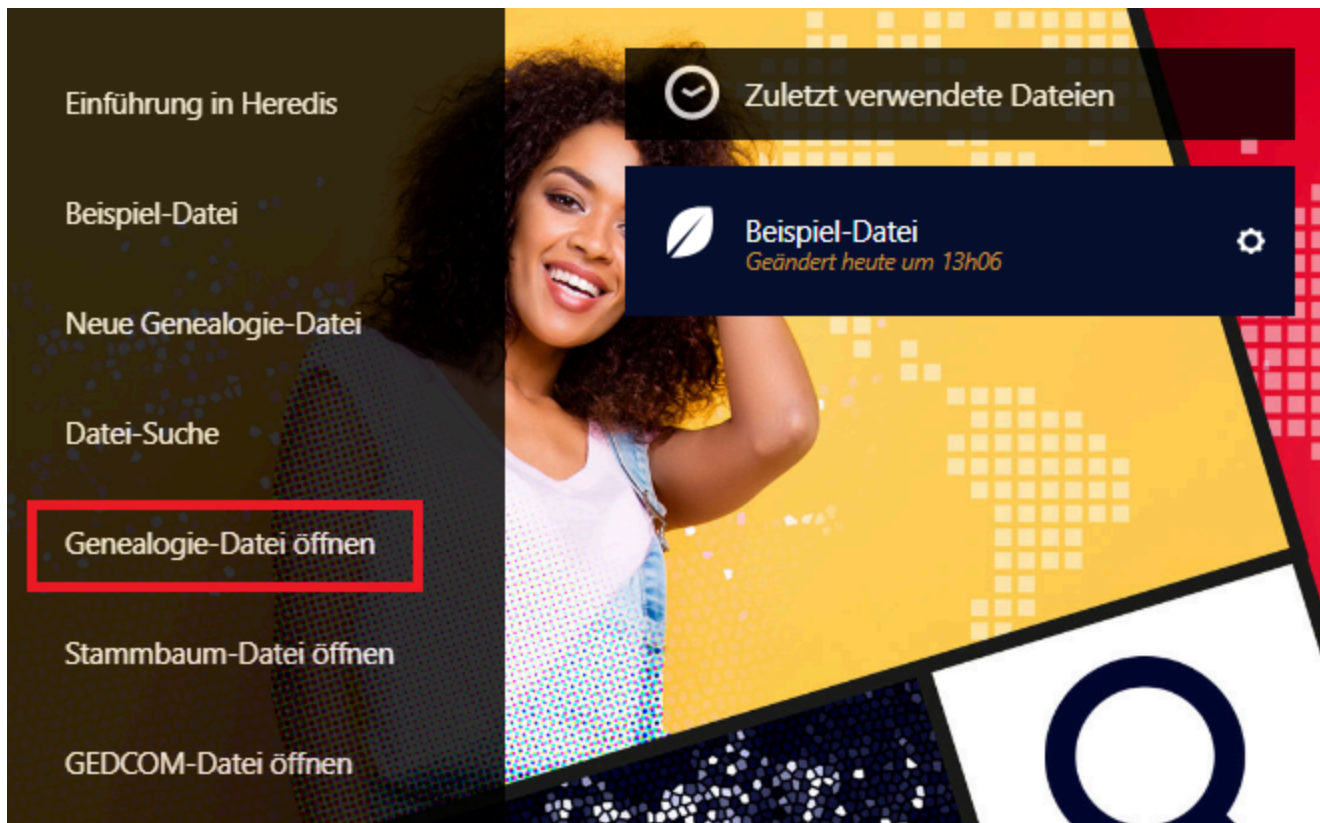 Einführung in Heredis
Beispiel-Datei
Neue Genealogie-Datei
Datei-Suche
Genealogie-Datei öffnen
Stammbaum-Datei öffnen
GEDCOM-Datei öffnen
Zuletzt verwendete Dateien
Beispiel-Datei
Geändert heute um 13h06